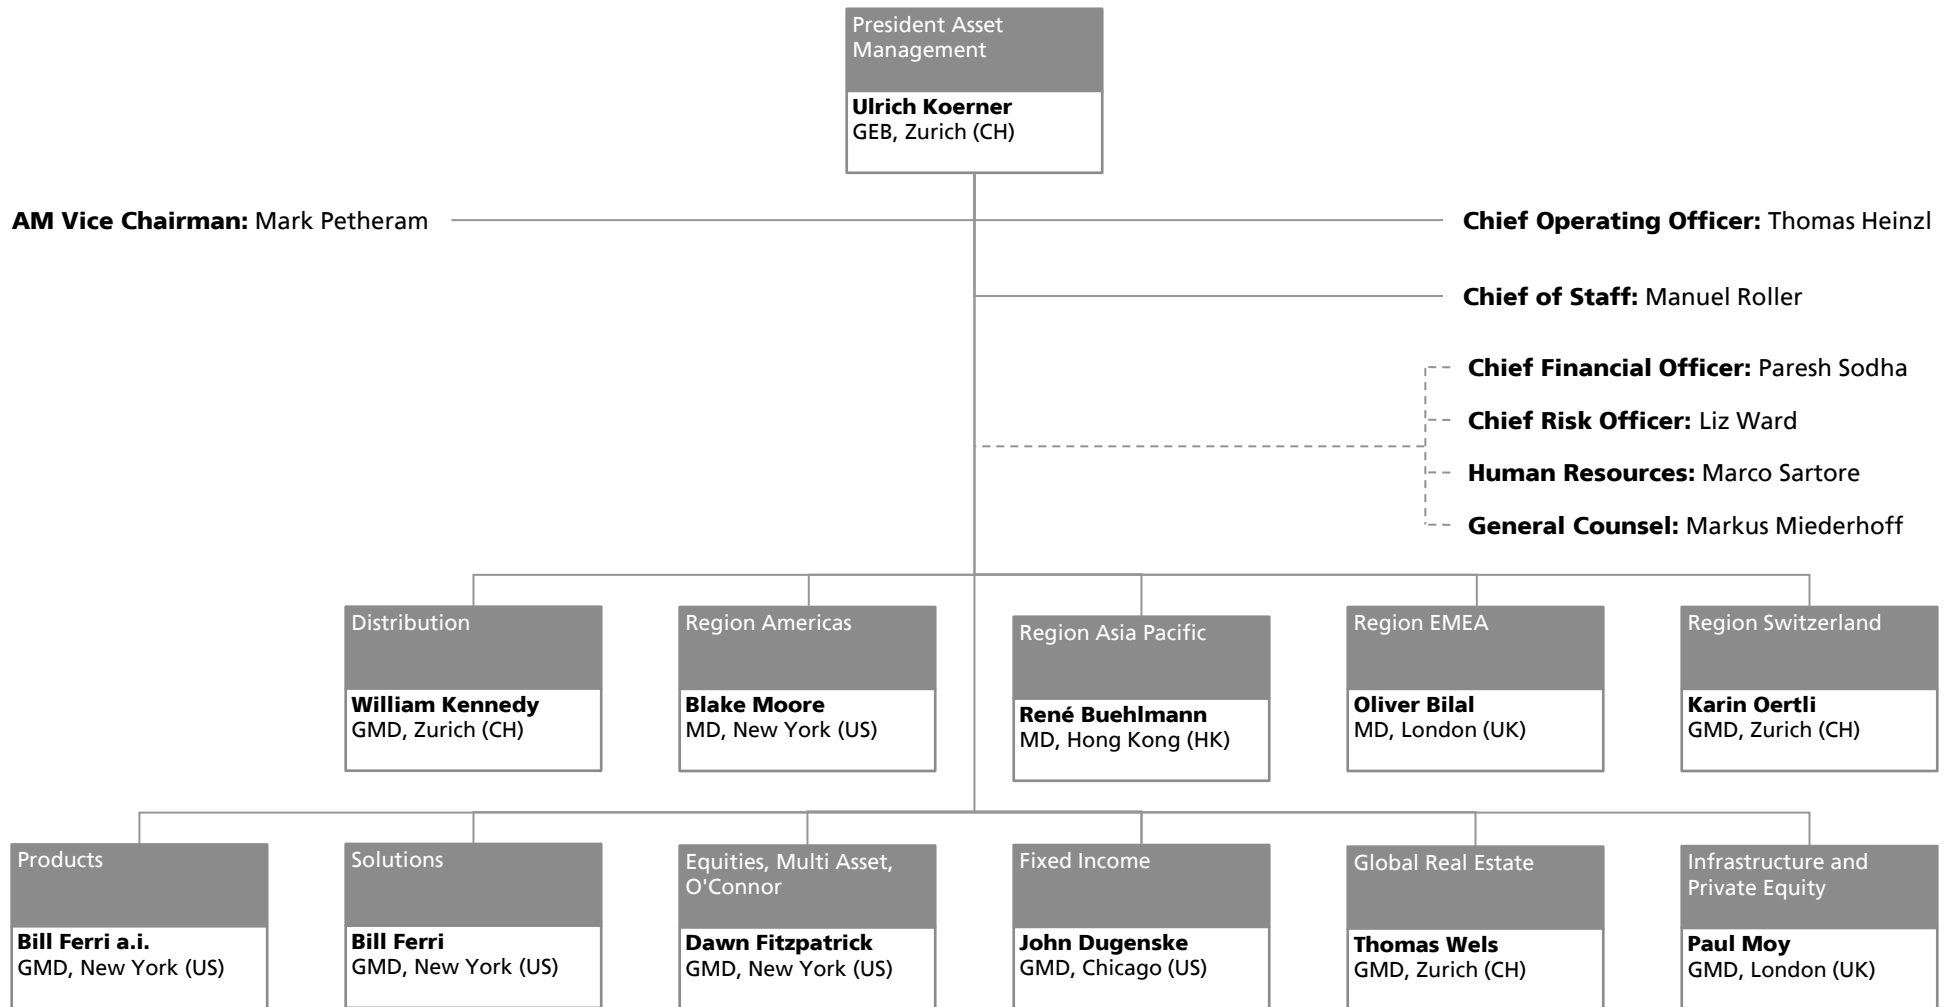 President Asset
Management
Ulrich Koerner
GEB, Zurich (CH)
AM Vice Chairman: Mark Petheram
Chief Operating Officer: Thomas Heinzl
Chief of Staff: Manuel Roller
Chief Financial Officer: Paresh Sodha
Chief Risk Officer: Liz Ward
Human Resources: Marco Sartore
General Counsel: Markus Miederhoff
Distribution
William Kennedy
GMD, Zurich (CH)
Region Americas
Blake Moore
MD, New York (US)
Region Asia Pacific
René Buehlmann
MD, Hong Kong (HK)
Region EMEA
Oliver Bilal
MD, London (UK)
Region Switzerland
Karin Oertli
GMD, Zurich (CH)
Products
Bill Ferri a.i.
GMD, New York (US)
Solutions
Bill Ferri
GMD, New York (US)
Equities, Multi Asset,
O'Connor
Dawn Fitzpatrick
GMD, New York (US)
Fixed Income
John Dugenske
GMD, Chicago (US)
Global Real Estate
Thomas Wels
GMD, Zurich (CH)
Infrastructure and
Private Equity
Paul Moy
GMD, London (UK)